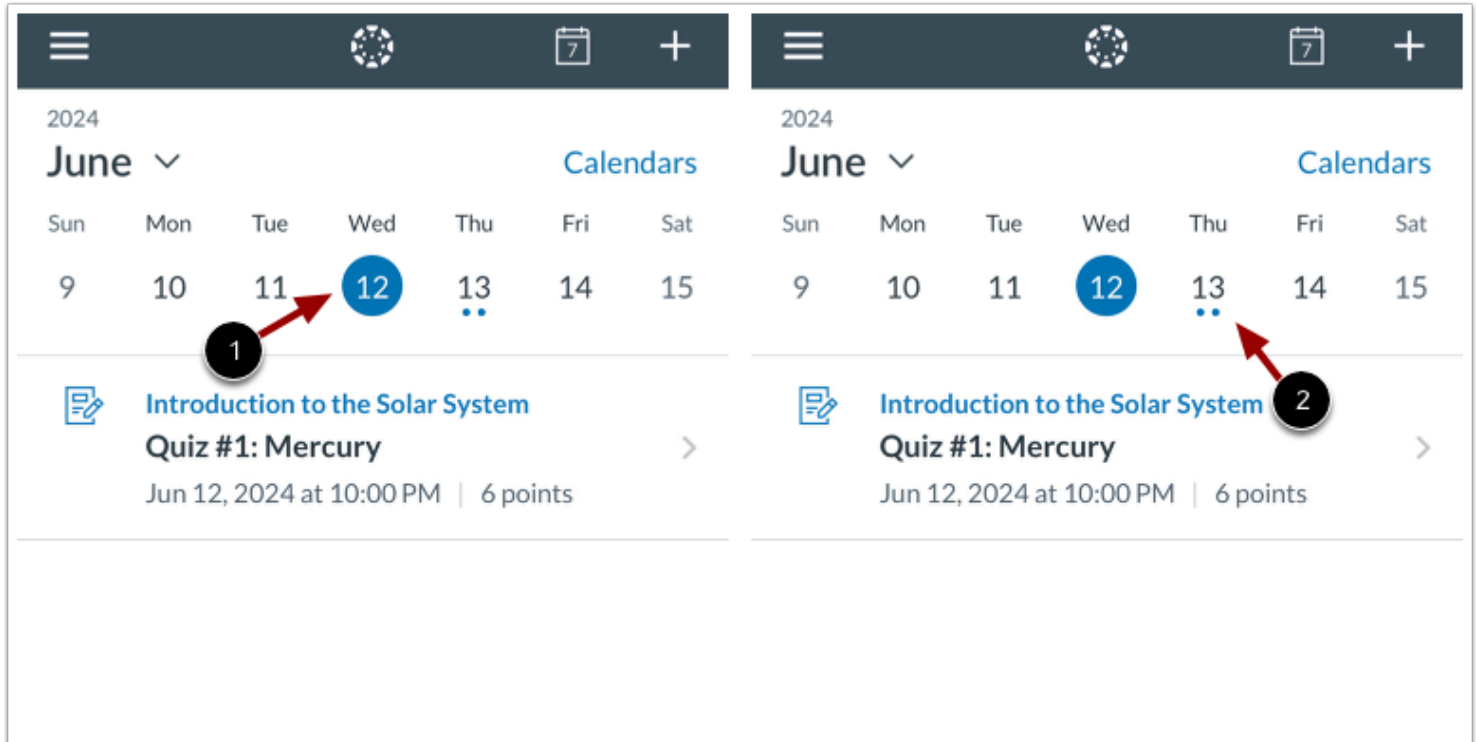 7
2024
June
Calendars
Sun Mon Tue Wed Thu Fri Sat
9 10 11 12 13 14 15
1
Introduction to the Solar System
Quiz #1: Mercury
Jun 12, 2024 at 10:00 PM | 6 points
7
2024
June
Calendars
Sun Mon Tue Wed Thu Fri Sat
9 10 11 12 13 14 15
2
Introduction to the Solar System
Quiz #1: Mercury
Jun 12, 2024 at 10:00 PM | 6 points